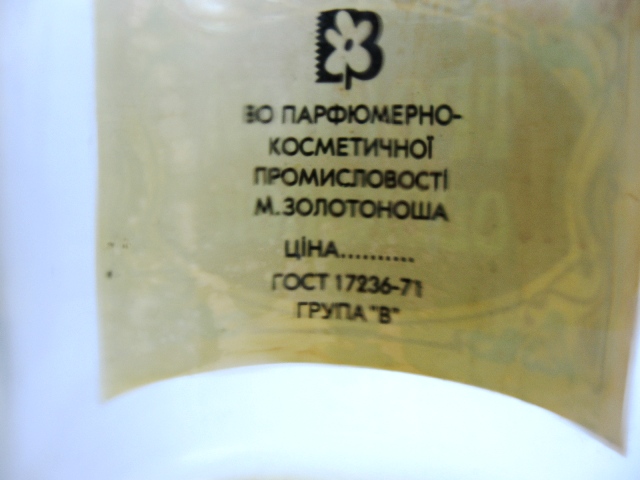 ВО ПАРФЮМЕРНО-
КОСМЕТИЧНОЇ
ПРОМИСЛОВОСТІ
М.ЗОЛОТОНОША
ЦІНА..........
ГОСТ 17236-71
ГРУПА "В"